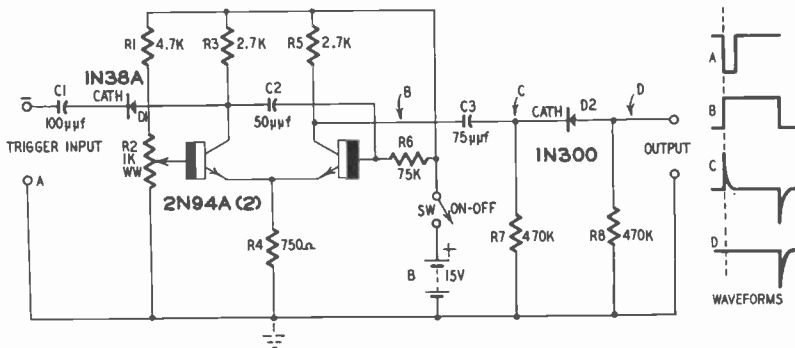 R1 4.7K
R3 2.7K
R5 2.7K
1N38A
C1
CATH
D1
100μμf
TRIGGER INPUT
A
C2
50μμf
R2
1K
WW
2N94A(2)
R4 750Ω
R6
75K
SW ON-OFF
+
B 15V
B
C3
75μμf
C
CATH
D2
D
1N300
OUTPUT
R7 470K
R8 470K
A
B
C
D
WAVEFORMS